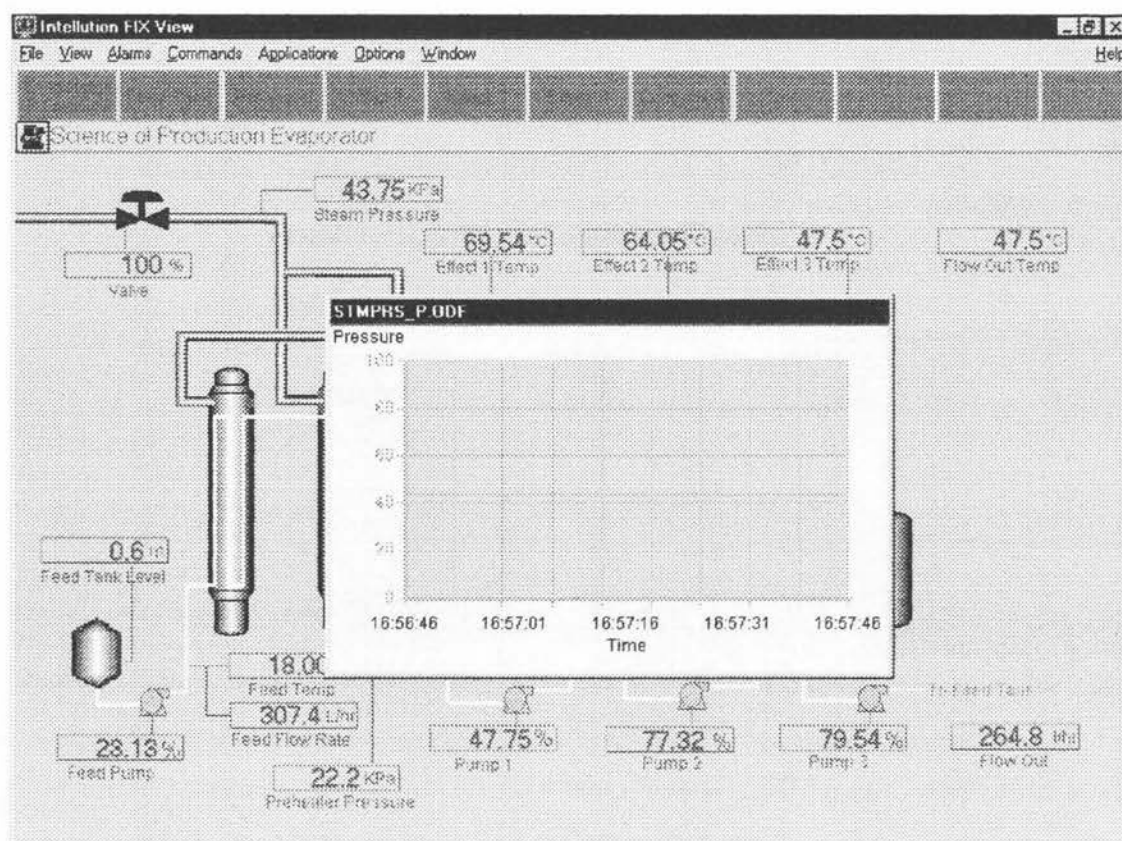 Intellution FIX View
File View Alarms Commands Applications Options Window Help
Science of Production Evaporator
43.75 KPa
Steam Pressure
69.54 °C
Effect 1 Temp
64.05 °C
Effect 2 Temp
47.5 °C
Effect 3 Temp
47.5 °C
Flow Out Temp
100 %
Valve
STMPRS_P.ODF
Pressure
100
80
60
40
20
0
16:56:46 16:57:01 16:57:16 16:57:31 16:57:46
Time
0.6 m
Feed Tank Level
18.00
Feed Temp
307.4 L/hr
Feed Flow Rate
23.13 %
Feed Pump
22.2 KPa
Preheater Pressure
47.75 %
Pump 1
77.32 %
Pump 2
79.54 %
Pump 3
To Feed Tank
264.8 l/hr
Flow Out